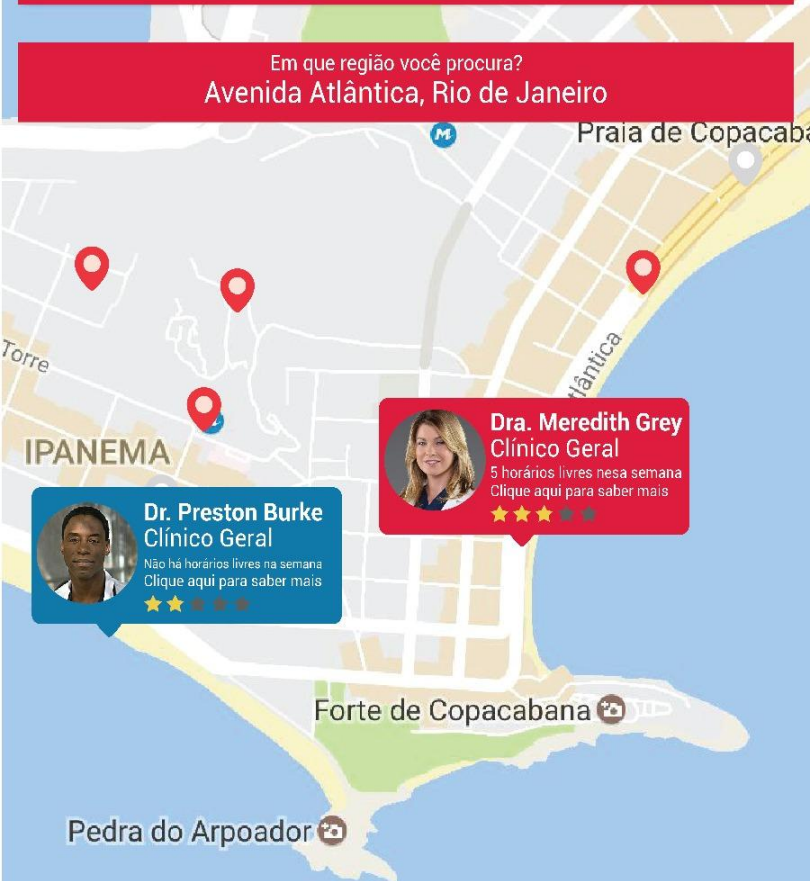 Em que região você procura?
Avenida Atlântica, Rio de Janeiro
M
Praia de Copacaba
Torre
lântica
IPANEMA
Dra. Meredith Grey
Clínico Geral
5 horários livres nesa semana
Clique aqui para saber mais
Dr. Preston Burke
Clínico Geral
Não há horários livres na semana
Clique aqui para saber mais
Forte de Copacabana
Pedra do Arpoador